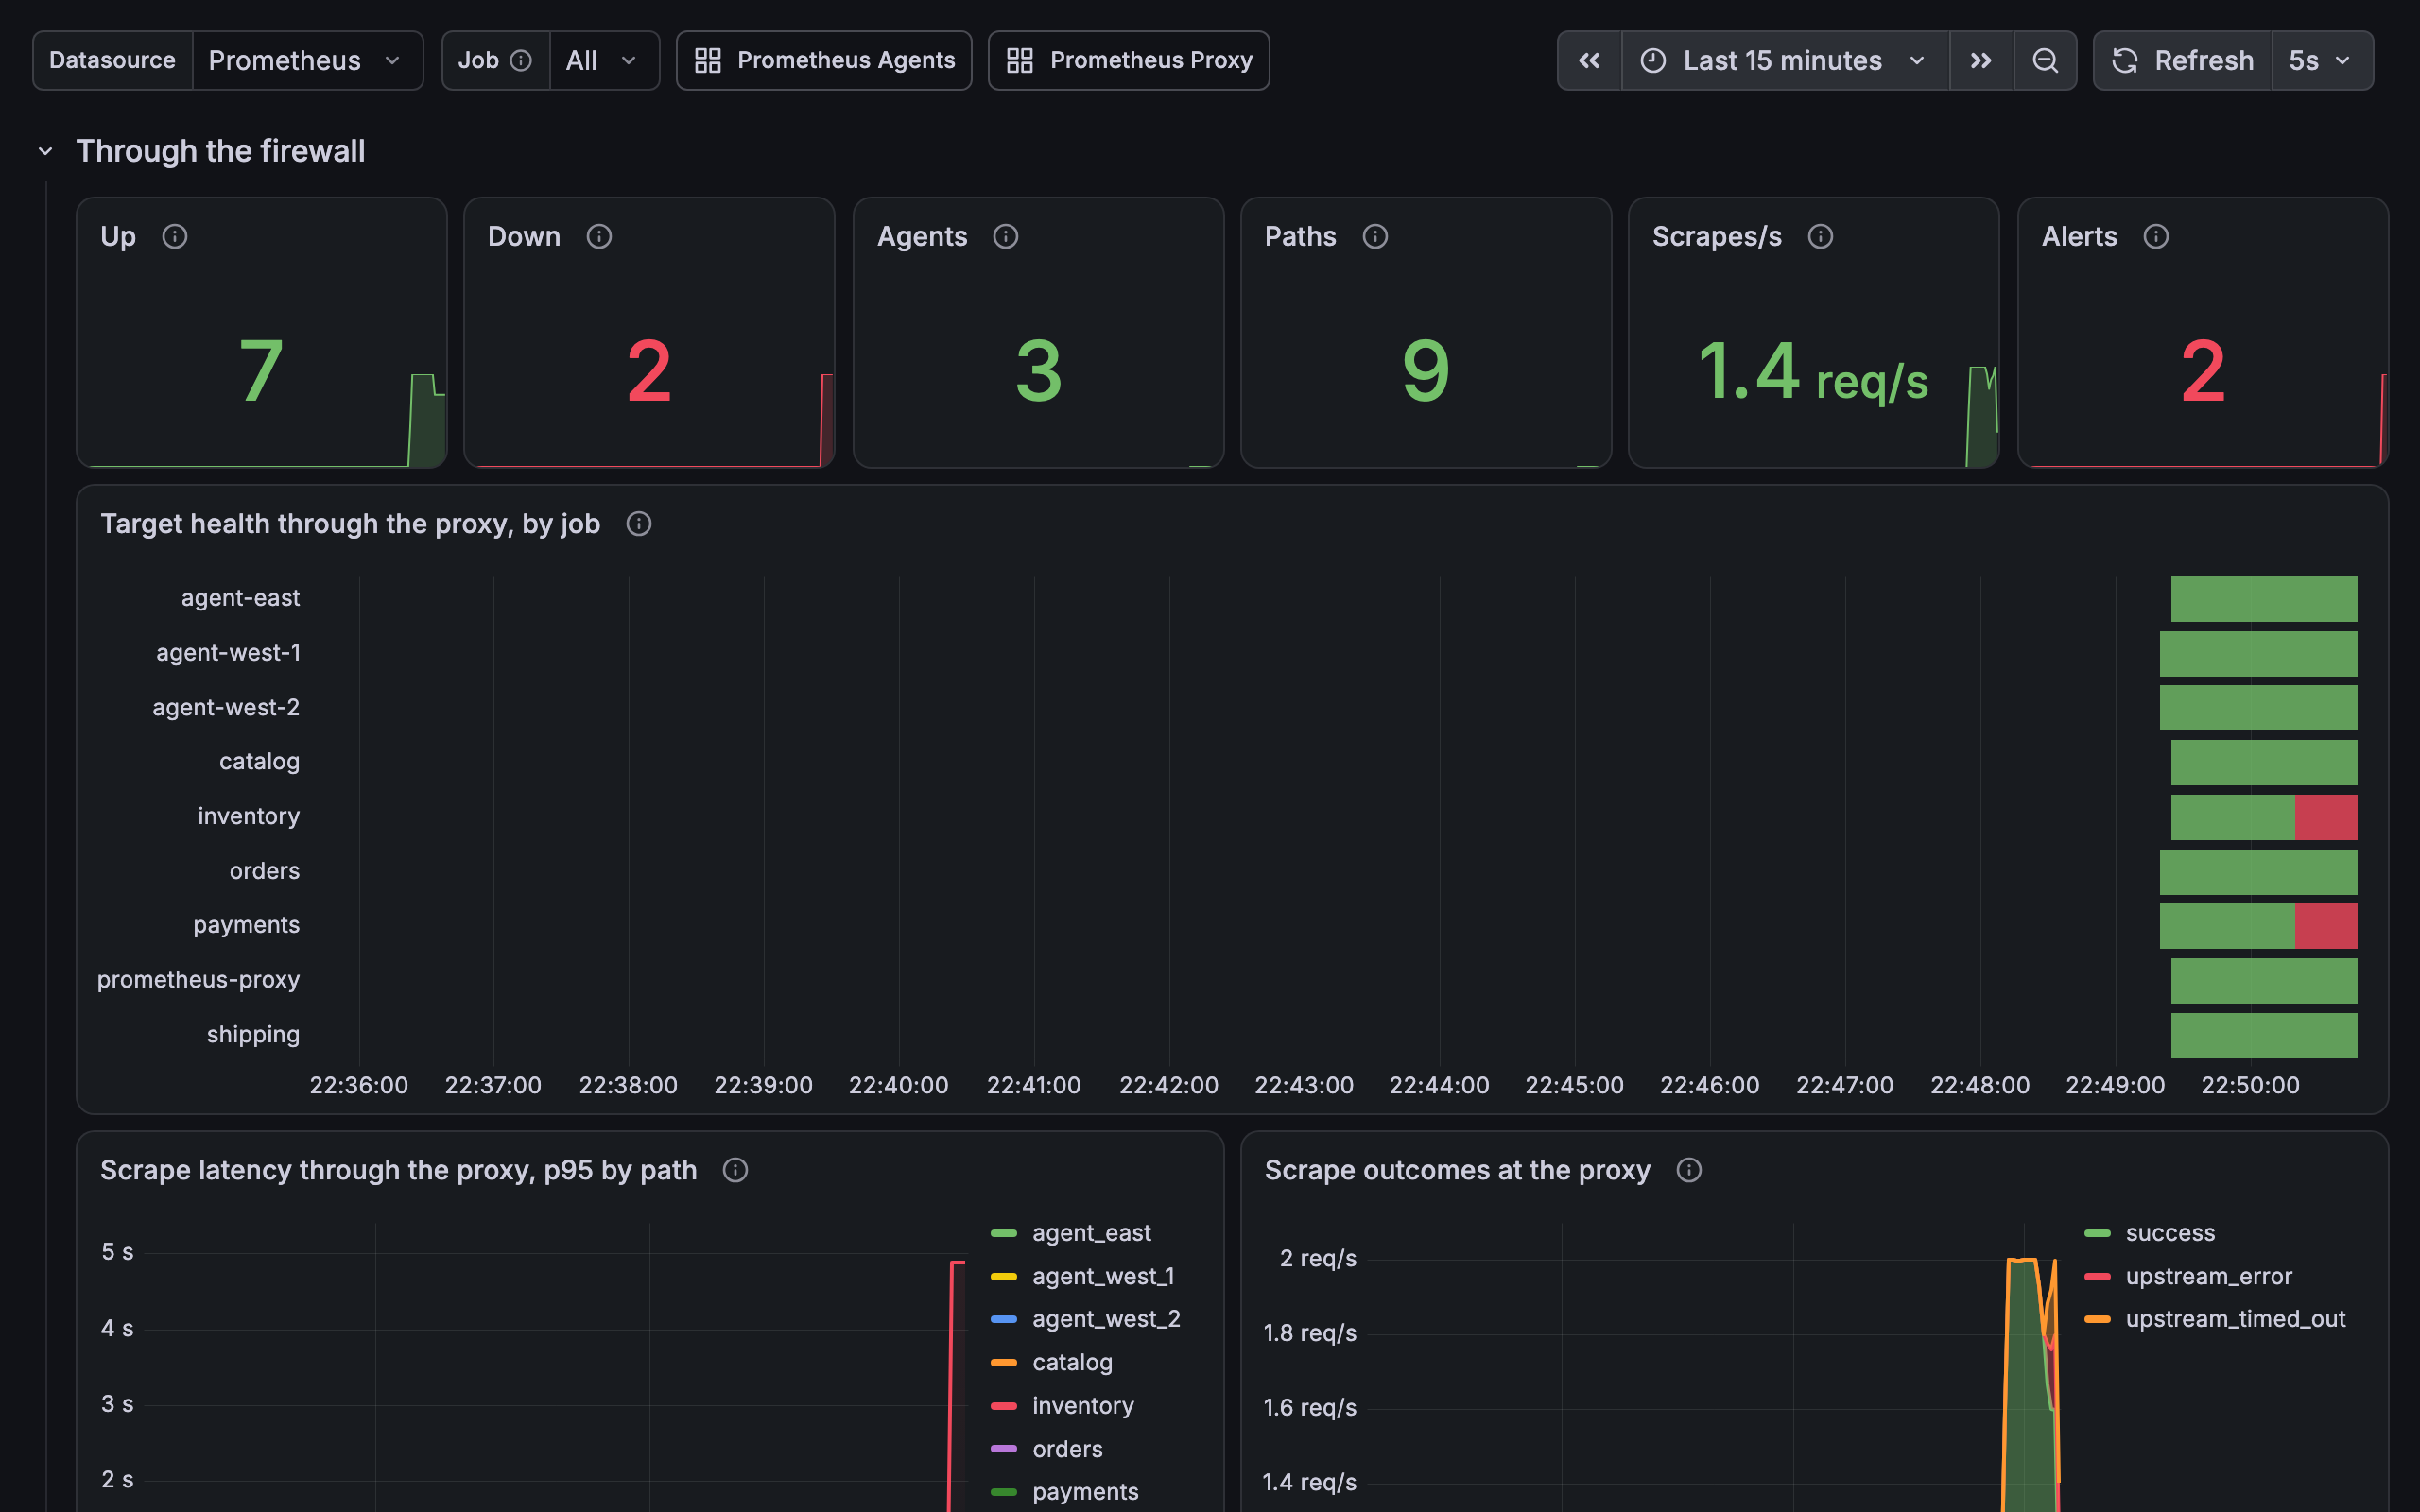 Datasource Prometheus Job All Prometheus Agents Prometheus Proxy Last 15 minutes Refresh 5s
Through the firewall
Up Down Agents Paths Scrapes/s Alerts
7 2 3 9 1.4 req/s 2
Target health through the proxy, by job
agent-east
agent-west-1
agent-west-2
catalog
inventory
orders
payments
prometheus-proxy
shipping
22:36:00 22:37:00 22:38:00 22:39:00 22:40:00 22:41:00 22:42:00 22:43:00 22:44:00 22:45:00 22:46:00 22:47:00 22:48:00 22:49:00 22:50:00
Scrape latency through the proxy, p95 by path
5 s
4 s
3 s
2 s
agent_east
agent_west_1
agent_west_2
catalog
inventory
orders
payments
Scrape outcomes at the proxy
2 req/s
1.8 req/s
1.6 req/s
1.4 req/s
success
upstream_error
upstream_timed_out